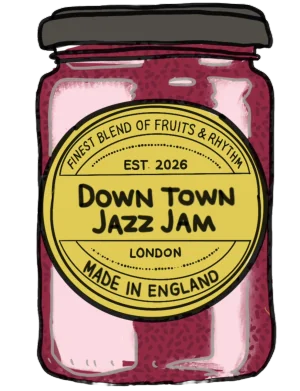 FINEST BLEND OF FRUITS & RHYTHM
EST 2026
DOWN TOWN
JAZZ JAM
LONDON
MADE IN ENGLAND